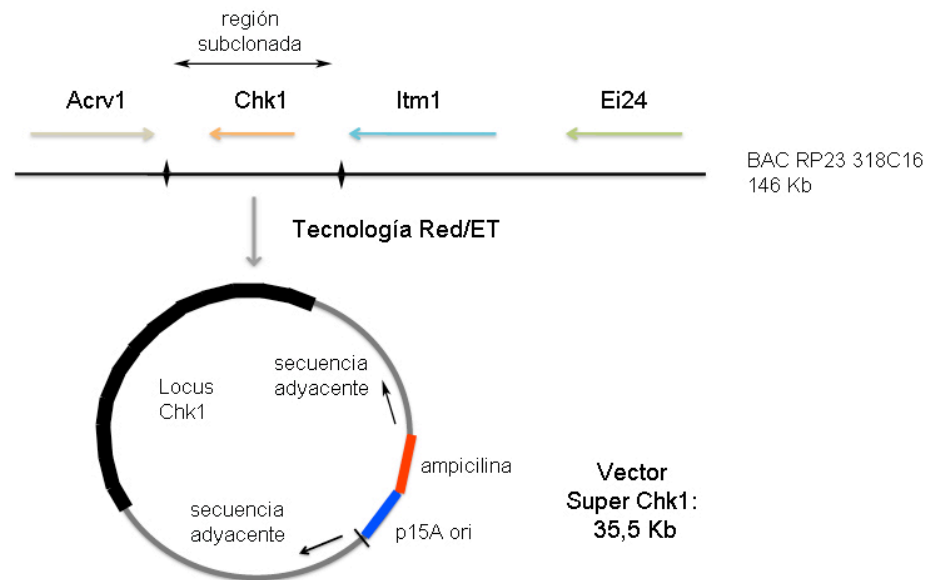 región
subclonada
Acrv1
Chk1
Itm1
Ei24
BAC RP23 318C16
146 Kb
Tecnología Red/ET
secuencia
adyacente
Locus
Chk1
ampicilina
secuencia
adyacente
p15A ori
Vector
Super Chk1:
35,5 Kb